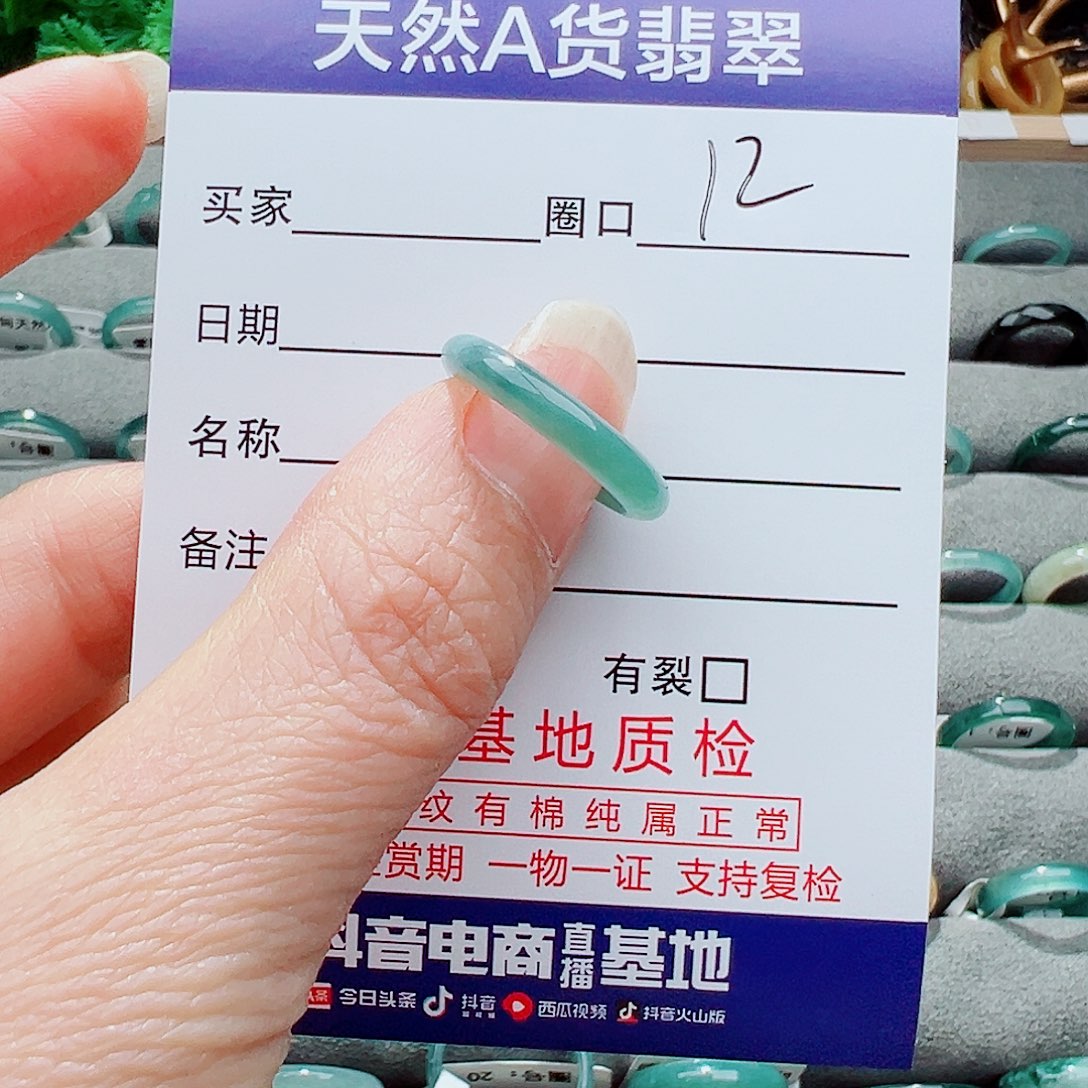 天然A货翡翠
买家 圈口 12
日期
名称
备注
有裂□
基地质检
纹有棉纯属正常
赏期 一物一证 支持复检
抖音电商直播基地
头条 今日头条 抖音 西瓜视频 抖音火山版